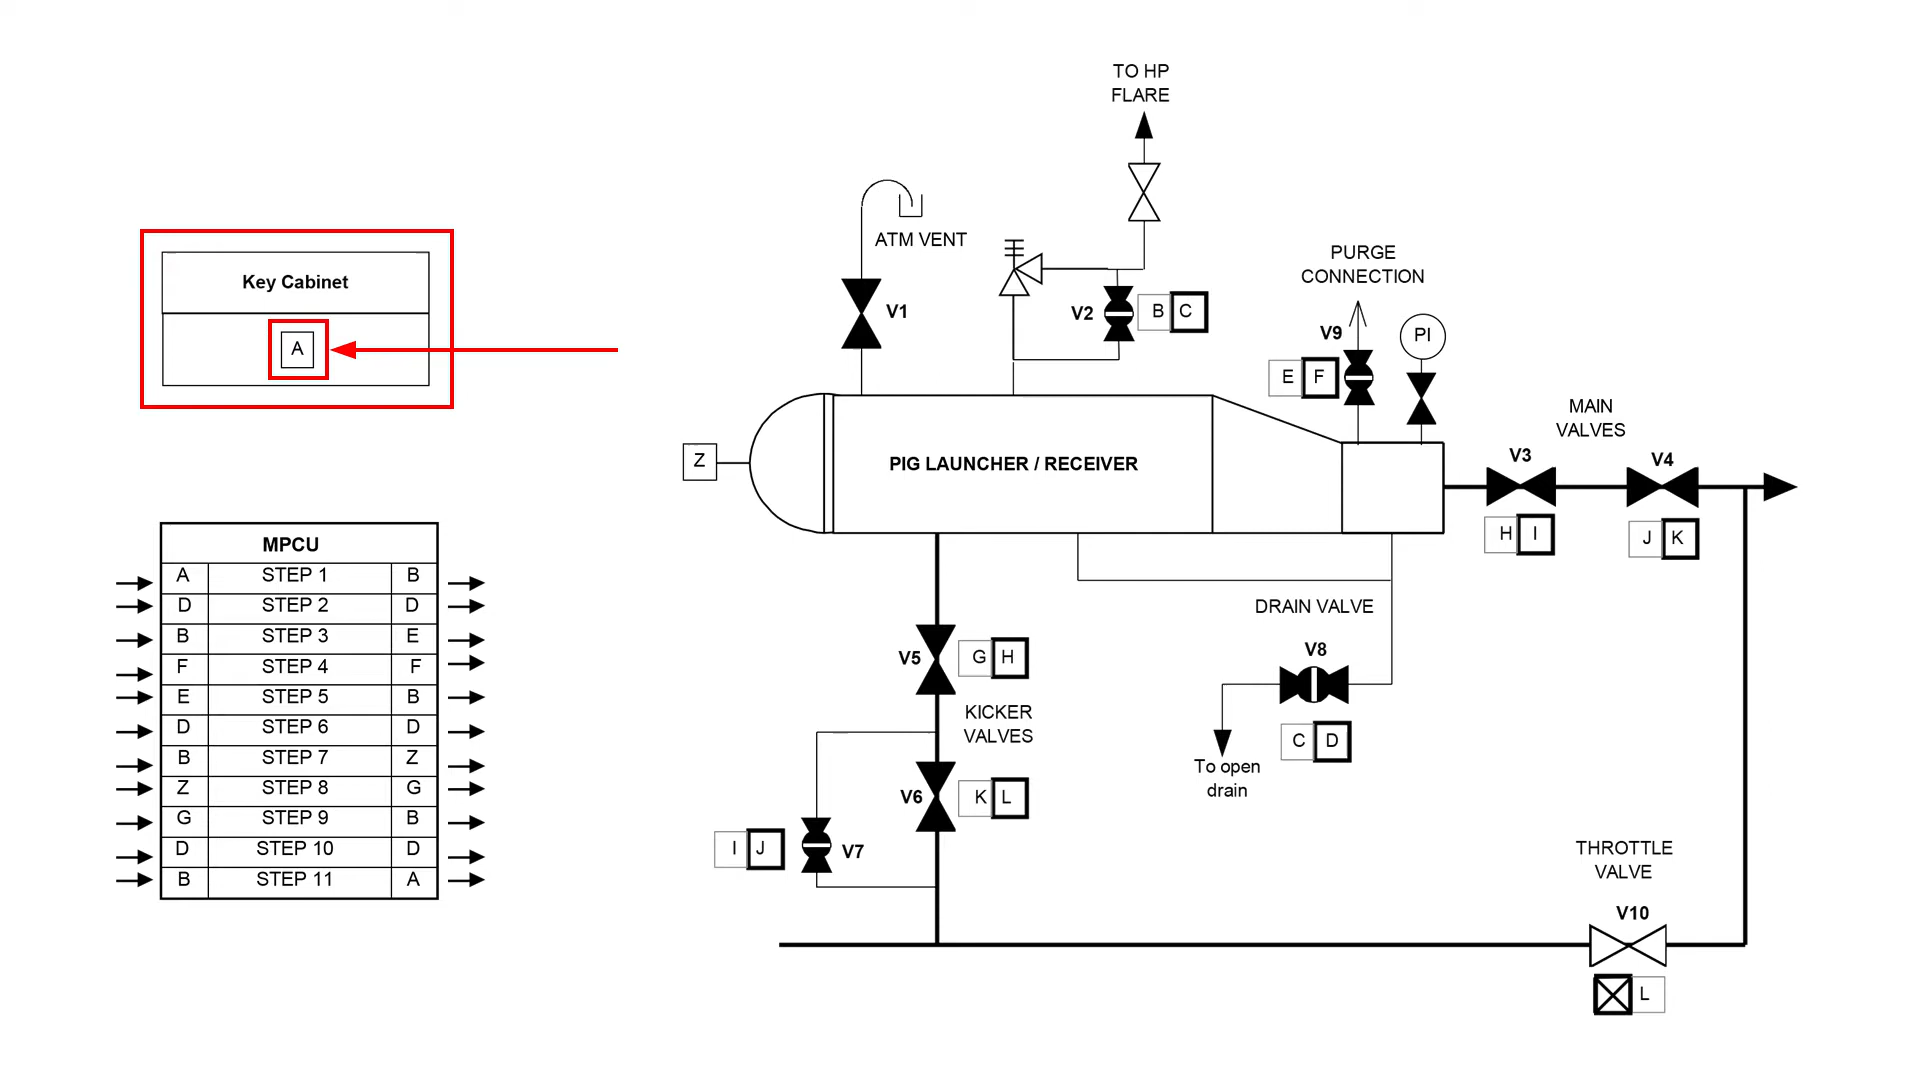 TO HP
FLARE
ATM VENT
PURGE
CONNECTION
Key Cabinet
A
V1
V2
B C
V9
PI
E F
MAIN
VALVES
Z
PIG LAUNCHER / RECEIVER
V3
V4
H I
J K
MPCU
A STEP 1 B
D STEP 2 D
B STEP 3 E
F STEP 4 F
E STEP 5 B
D STEP 6 D
B STEP 7 Z
Z STEP 8 G
G STEP 9 B
D STEP 10 D
B STEP 11 A
DRAIN VALVE
V8
C D
To open
drain
V5
G H
KICKER
VALVES
V6
K L
I J
V7
THROTTLE
VALVE
V10
L